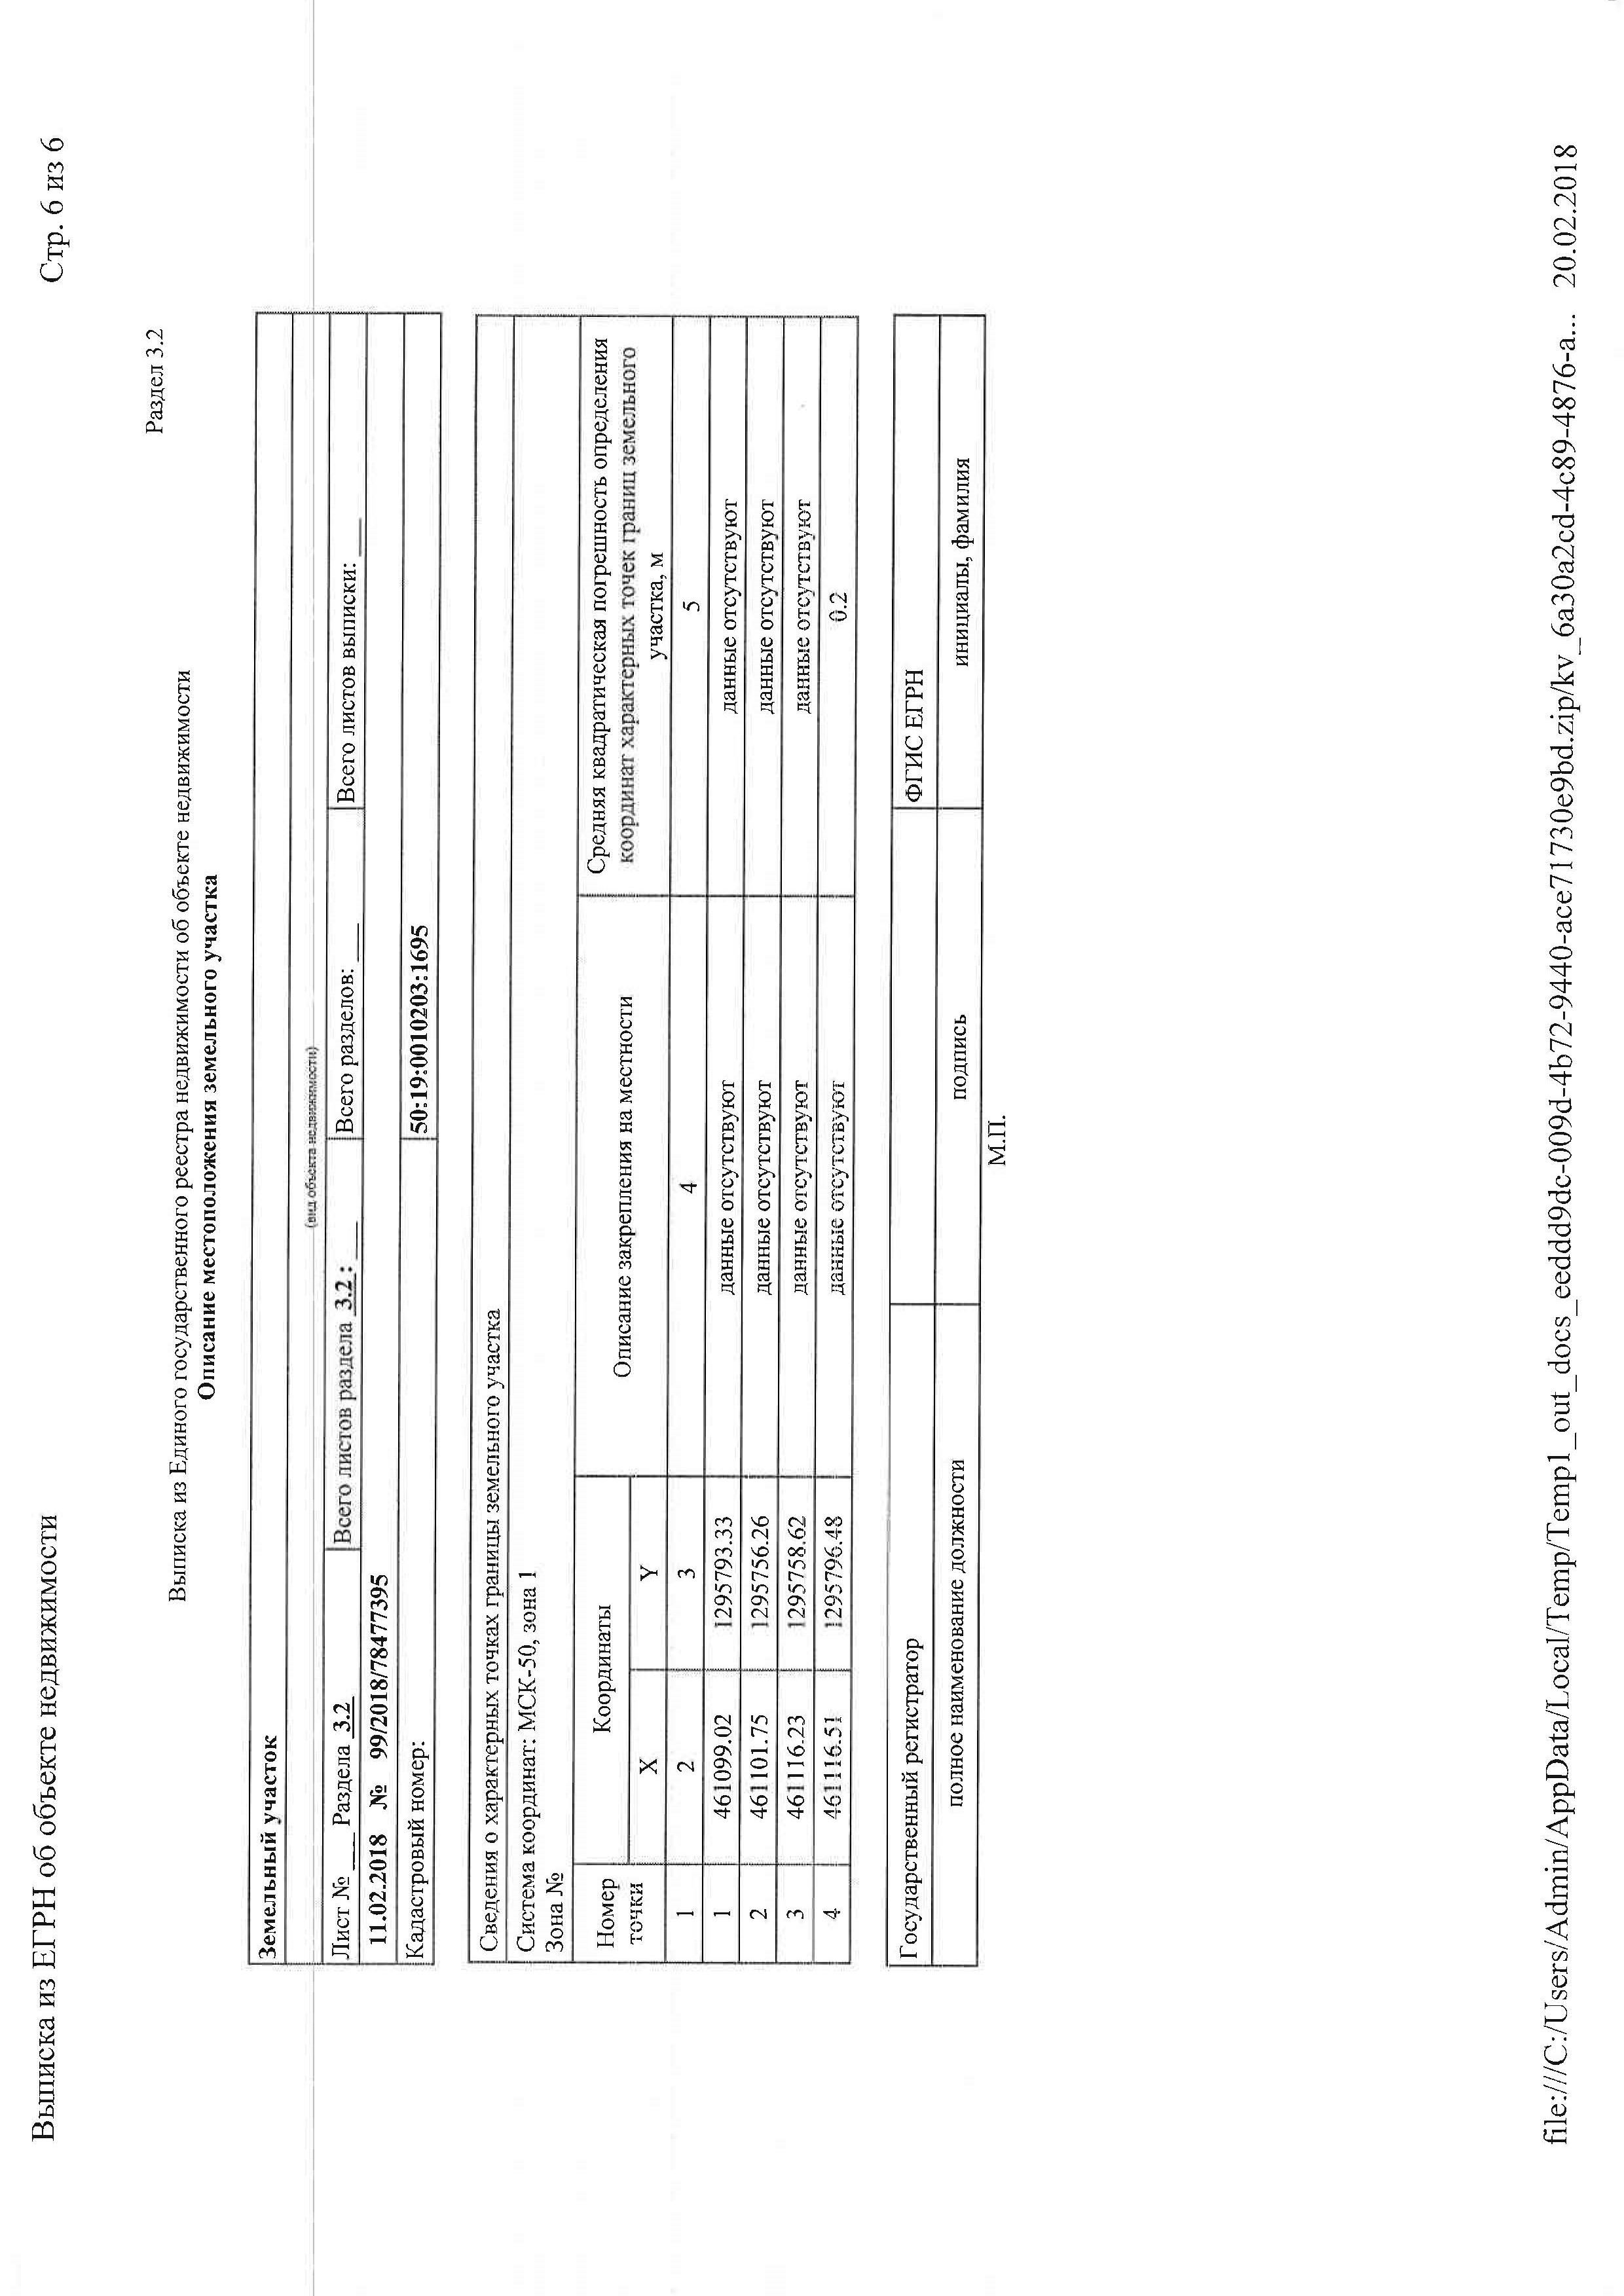 Выписка из ЕГРН об объекте недвижимости Стр. 6 из 6
Раздел 3.2
Выписка из Единого государственного реестра недвижимости об объекте недвижимости
Описание местоположения земельного участка
Земельный участок
(вид объекта недвижимости)
Лист № ___ Раздела 3.2 Всего листов раздела 3.2 : ___ Всего разделов: ___ Всего листов выписки: ___
11.02.2018 № 99/2018/78477395
Кадастровый номер: 50:19:0010203:1695
Сведения о характерных точках границы земельного участка
Система координат: МСК-50, зона 1
Зона №
Номер точки Координаты Описание закрепления на местности Средняя квадратическая погрешность определения координат характерных точек границ земельного участка, м
X Y
1 2 3 4 5
1 461099.02 1295793.33 данные отсутствуют данные отсутствуют
2 461101.75 1295756.26 данные отсутствуют данные отсутствуют
3 461116.23 1295758.62 данные отсутствуют данные отсутствуют
4 461116.51 1295796.48 данные отсутствуют 0.2
Государственный регистратор ФГИС ЕГРН
полное наименование должности подпись инициалы, фамилия
М.П.
file:///C:/Users/Admin/AppData/Local/Temp/Temp1_out_docs_eeddd9dc-009d-4b72-9440-ace71730e9bd.zip/kv_6a30a2cd-4c89-4876-a... 20.02.2018